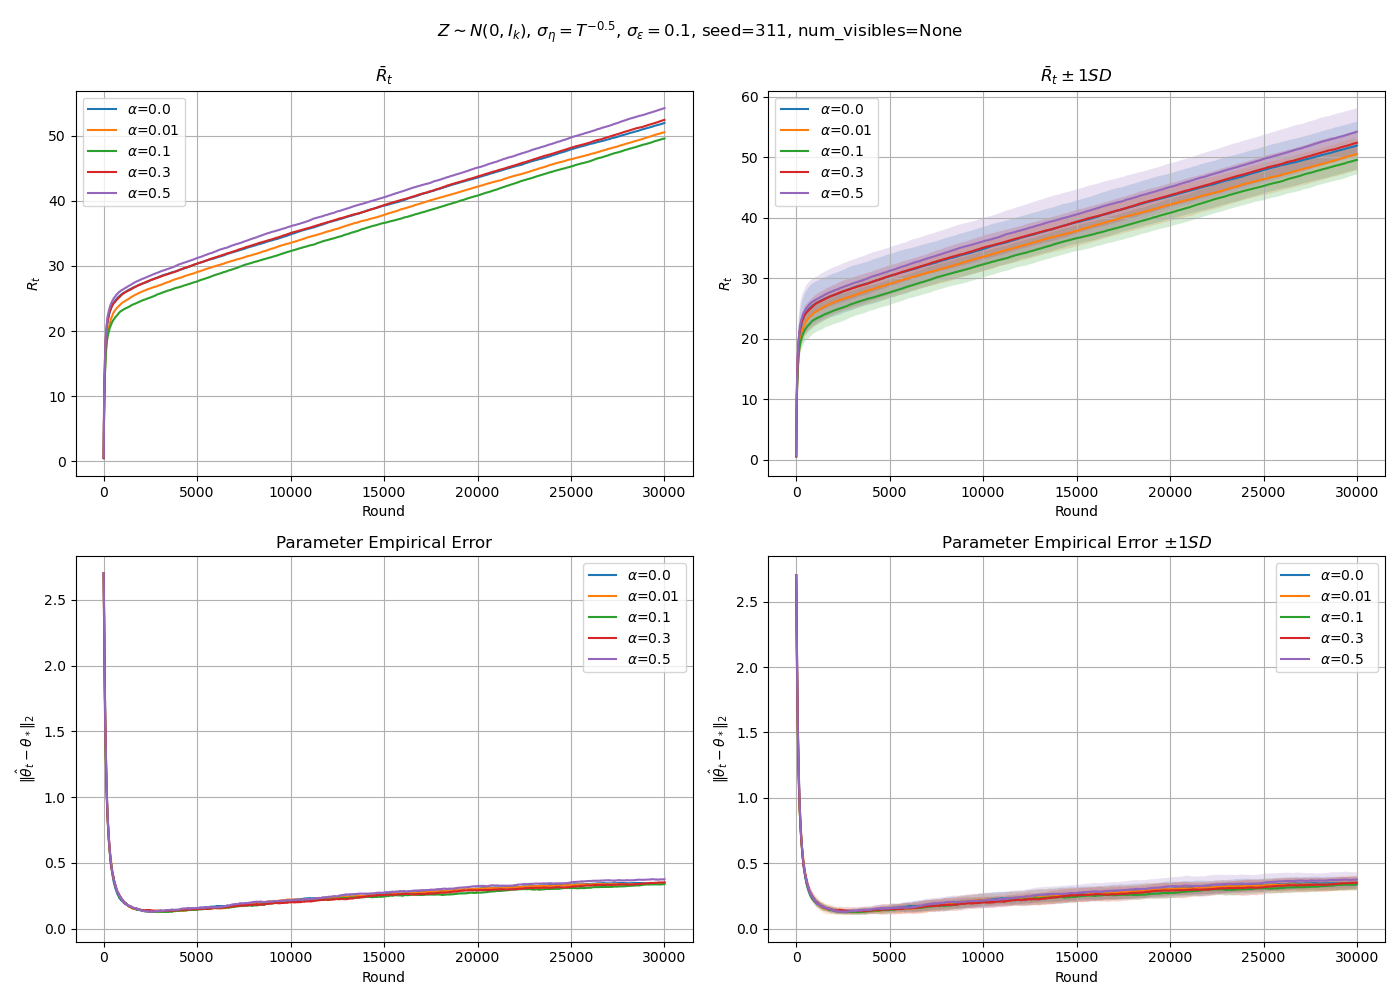 Z ~ N(0, I_k), σ_η = T^{-0.5}, σ_ε = 0.1, seed=311, num_visibles=None
R̄_t
α=0.0
α=0.01
α=0.1
α=0.3
α=0.5
R_t
50
40
30
20
10
0
0 5000 10000 15000 20000 25000 30000
Round
R̄_t ± 1SD
α=0.0
α=0.01
α=0.1
α=0.3
α=0.5
R_t
60
50
40
30
20
10
0
0 5000 10000 15000 20000 25000 30000
Round
Parameter Empirical Error
α=0.0
α=0.01
α=0.1
α=0.3
α=0.5
‖θ̂_t − θ_*‖_2
2.5
2.0
1.5
1.0
0.5
0.0
0 5000 10000 15000 20000 25000 30000
Round
Parameter Empirical Error ±1SD
α=0.0
α=0.01
α=0.1
α=0.3
α=0.5
‖θ̂_t − θ_*‖_2
2.5
2.0
1.5
1.0
0.5
0.0
0 5000 10000 15000 20000 25000 30000
Round